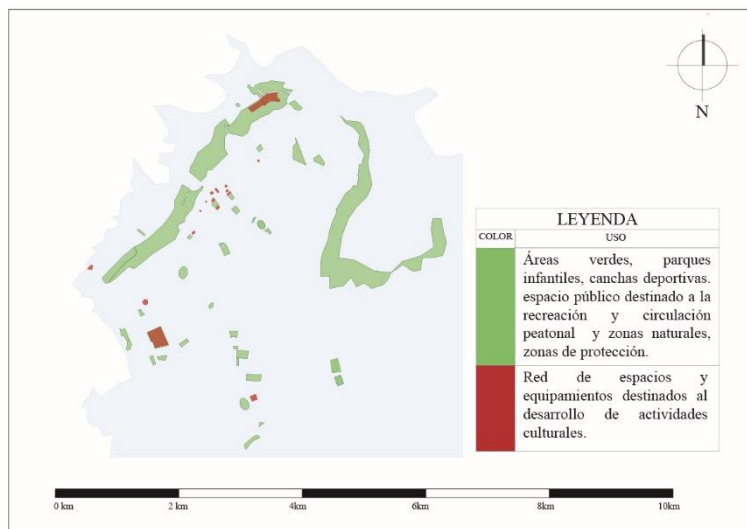 N
LEYENDA
COLOR USO
Áreas verdes, parques
infantiles, canchas deportivas.
espacio público destinado a la
recreación y circulación
peatonal y zonas naturales,
zonas de protección.
Red de espacios y
equipamientos destinados al
desarrollo de actividades
culturales.
0 km 2 km 4km 6km 8km 10km